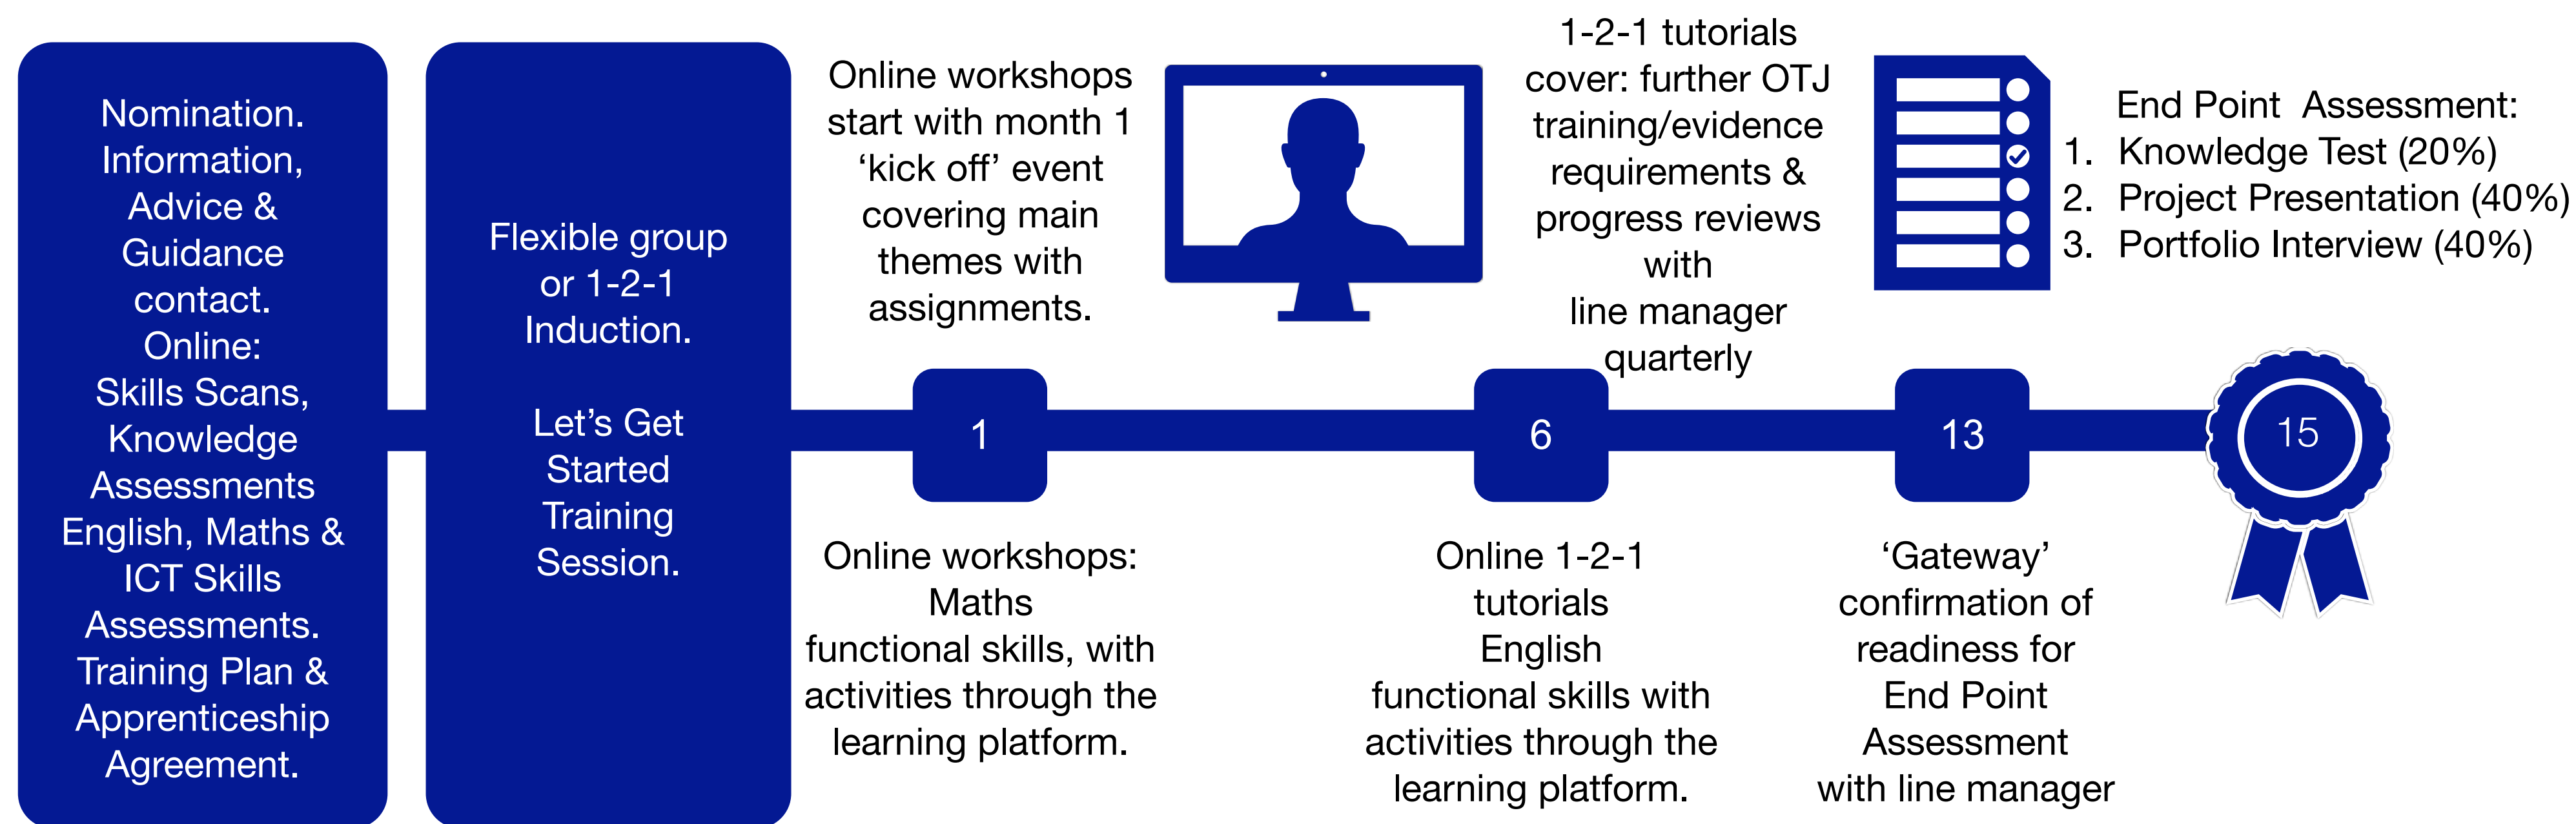 Nomination.
Information,
Advice &
Guidance
contact.
Online:
Skills Scans,
Knowledge
Assessments
English, Maths &
ICT Skills
Assessments.
Training Plan &
Apprenticeship
Agreement.
Flexible group
or 1-2-1
Induction.
Let’s Get
Started
Training
Session.
Online workshops
start with month 1
‘kick off’ event
covering main
themes with
assignments.
1
Online workshops:
Maths
functional skills, with
activities through the
learning platform.
1-2-1 tutorials
cover: further OTJ
training/evidence
requirements &
progress reviews
with
line manager
quarterly
6
Online 1-2-1
tutorials
English
functional skills with
activities through the
learning platform.
End Point Assessment:
1. Knowledge Test (20%)
2. Project Presentation (40%)
3. Portfolio Interview (40%)
13
‘Gateway’
confirmation of
readiness for
End Point
Assessment
with line manager
15